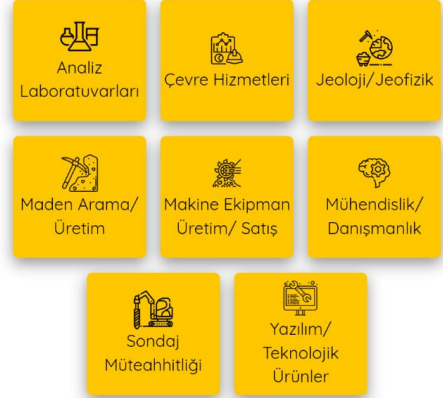 Analiz
Laboratuvarları
Çevre Hizmetleri
Jeoloji/Jeofizik
Maden Arama/
Üretim
Makine Ekipman
Üretim/ Satış
Mühendislik/
Danışmanlık
Sondaj
Müteahhitliği
Yazılım/
Teknolojik
Ürünler